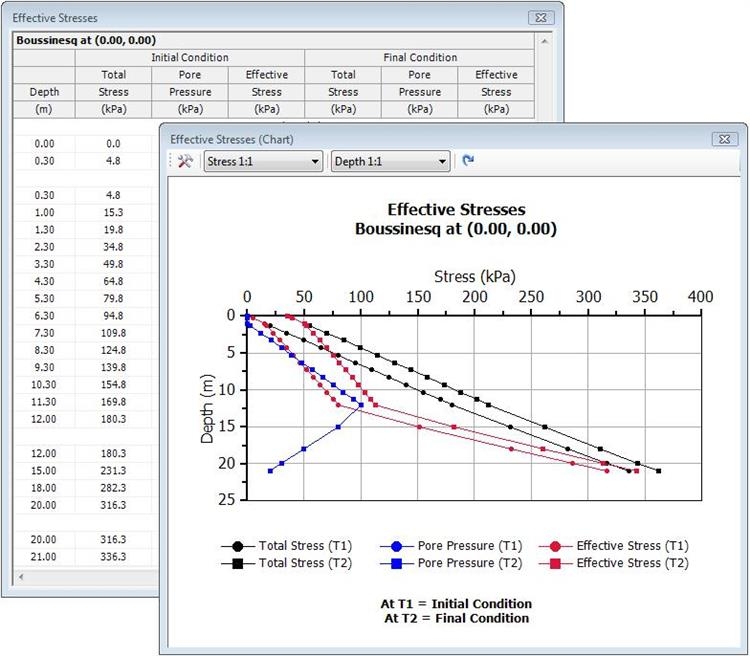 Effective Stresses
Boussinesq at (0.00, 0.00)
Initial Condition Final Condition
Total Pore Effective Total Pore Effective
Depth Stress Pressure Stress Stress Pressure Stress
(m) (kPa) (kPa) (kPa) (kPa) (kPa) (kPa)
0.00 0.0
0.30 4.8
0.30 4.8
1.00 15.3
1.30 19.8
2.30 34.8
3.30 49.8
4.30 64.8
5.30 79.8
6.30 94.8
7.30 109.8
8.30 124.8
9.30 139.8
10.30 154.8
11.30 169.8
12.00 180.3
12.00 180.3
15.00 231.3
18.00 282.3
20.00 316.3
20.00 316.3
21.00 336.3
Effective Stresses (Chart)
Stress 1:1 Depth 1:1
Effective Stresses
Boussinesq at (0.00, 0.00)
Stress (kPa)
0 50 100 150 200 250 300 350 400
0
5
10
15
20
25
Depth (m)
Total Stress (T1) Pore Pressure (T1) Effective Stress (T1)
Total Stress (T2) Pore Pressure (T2) Effective Stress (T2)
At T1 = Initial Condition
At T2 = Final Condition